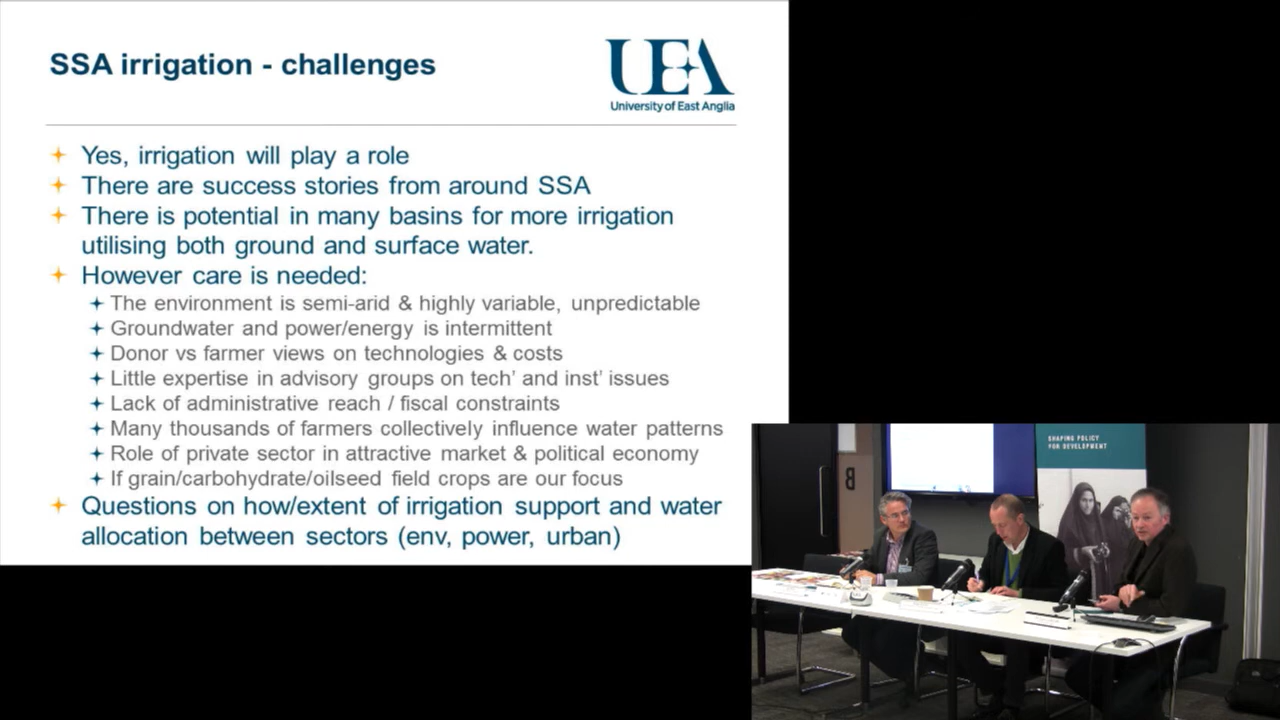 SSA irrigation - challenges
UEA
University of East Anglia
Yes, irrigation will play a role
There are success stories from around SSA
There is potential in many basins for more irrigation
utilising both ground and surface water.
However care is needed:
The environment is semi-arid & highly variable, unpredictable
Groundwater and power/energy is intermittent
Donor vs farmer views on technologies & costs
Little expertise in advisory groups on tech' and inst' issues
Lack of administrative reach / fiscal constraints
Many thousands of farmers collectively influence water patterns
Role of private sector in attractive market & political economy
If grain/carbohydrate/oilseed field crops are our focus
Questions on how/extent of irrigation support and water
allocation between sectors (env, power, urban)
SHAPING POLICY
FOR DEVELOPMENT